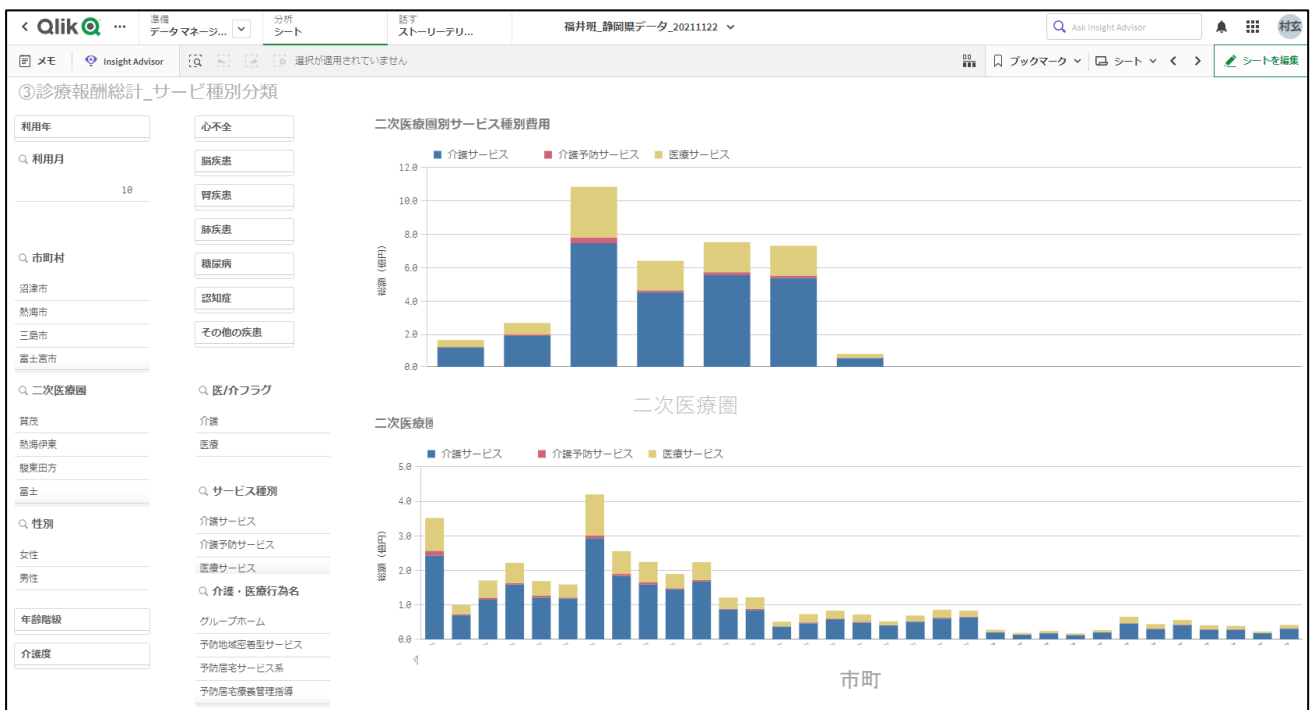 Qlik
…
準備
データ マネージ...
分析
シート
話す
ストーリーテリ...
福井班_静岡県データ_20211122
Ask Insight Advisor
村玄
メモ
Insight Advisor
選択が適用されていません
ブックマーク
シート
シートを編集
③診療報酬総計_サービ種別分類
利用年
利用月
10
市町村
沼津市
熱海市
三島市
富士宮市
二次医療圏
賀茂
熱海伊東
駿東田方
富士
性別
女性
男性
年齢階級
介護度
心不全
脳疾患
腎疾患
肺疾患
糖尿病
認知症
その他の疾患
医/介フラグ
介護
医療
サービス種別
介護サービス
介護予防サービス
医療サービス
介護・医療行為名
グループホーム
予防地域密着型サービス
予防居宅サービス系
予防居宅療養管理指導
二次医療圏別サービス種別費用
介護サービス 介護予防サービス 医療サービス
12.0
10.0
8.0
6.0
4.0
2.0
0.0
総額 (億円)
二次医療圏
二次医療圏
介護サービス 介護予防サービス 医療サービス
5.0
4.0
3.0
2.0
1.0
0.0
総額 (億円)
市町